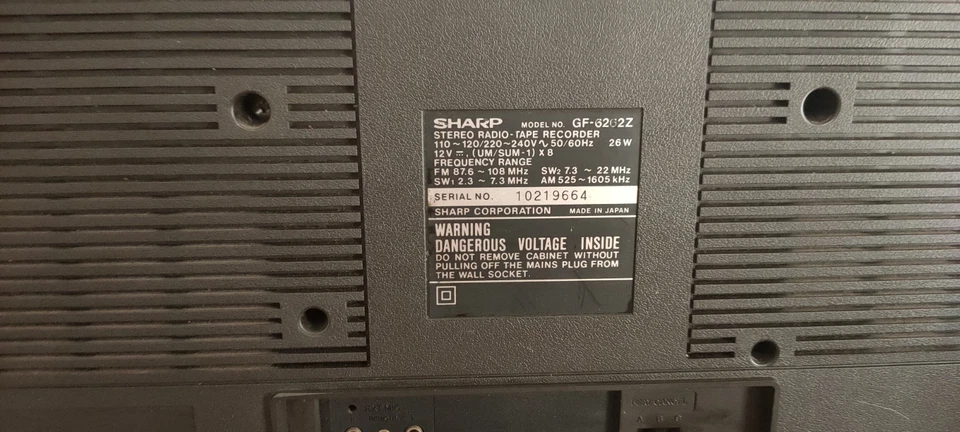 SHARP MODEL NO. GF-6262Z
STEREO RADIO-TAPE RECORDER
110~120/220~240V∿50/60Hz 26W
12V⎓, (UM/SUM-1) X 8
FREQUENCY RANGE
FM 87.6~108 MHz SW2 7.3~22 MHz
SW1 2.3~7.3 MHz AM 525~1605 kHz
SERIAL NO. 10219664
SHARP CORPORATION MADE IN JAPAN
WARNING
DANGEROUS VOLTAGE INSIDE
DO NOT REMOVE CABINET WITHOUT
PULLING OFF THE MAINS PLUG FROM
THE WALL SOCKET.
A B C